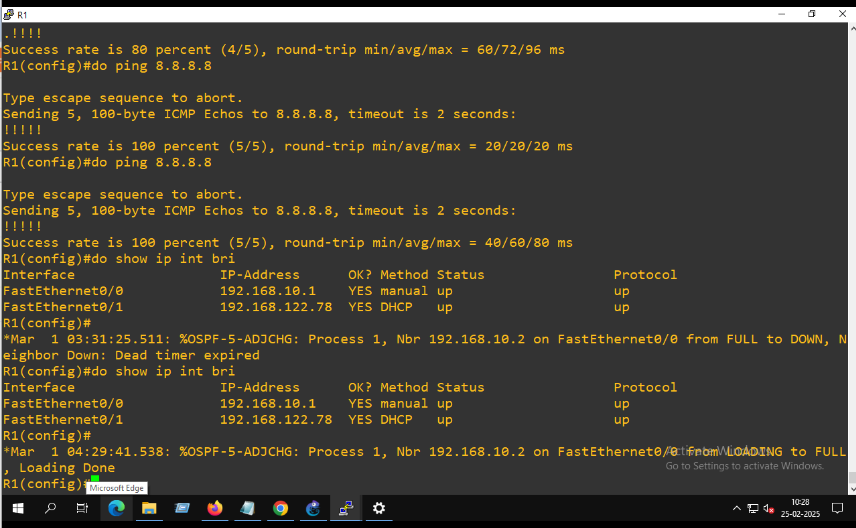 R1
.!!!!
Success rate is 80 percent (4/5), round-trip min/avg/max = 60/72/96 ms
R1(config)#do ping 8.8.8.8
Type escape sequence to abort.
Sending 5, 100-byte ICMP Echos to 8.8.8.8, timeout is 2 seconds:
!!!!!
Success rate is 100 percent (5/5), round-trip min/avg/max = 20/20/20 ms
R1(config)#do ping 8.8.8.8
Type escape sequence to abort.
Sending 5, 100-byte ICMP Echos to 8.8.8.8, timeout is 2 seconds:
!!!!!
Success rate is 100 percent (5/5), round-trip min/avg/max = 40/60/80 ms
R1(config)#do show ip int bri
Interface IP-Address OK? Method Status Protocol
FastEthernet0/0 192.168.10.1 YES manual up up
FastEthernet0/1 192.168.122.78 YES DHCP up up
R1(config)#
*Mar 1 03:31:25.511: %OSPF-5-ADJCHG: Process 1, Nbr 192.168.10.2 on FastEthernet0/0 from FULL to DOWN, N
eighbor Down: Dead timer expired
R1(config)#do show ip int bri
Interface IP-Address OK? Method Status Protocol
FastEthernet0/0 192.168.10.1 YES manual up up
FastEthernet0/1 192.168.122.78 YES DHCP up up
R1(config)#
*Mar 1 04:29:41.538: %OSPF-5-ADJCHG: Process 1, Nbr 192.168.10.2 on FastEthernet0/0 from LOADING to FULL
, Loading Done
R1(config)#
Activate Windows
Go to Settings to activate Windows.
Microsoft Edge
10:28
25-02-2025